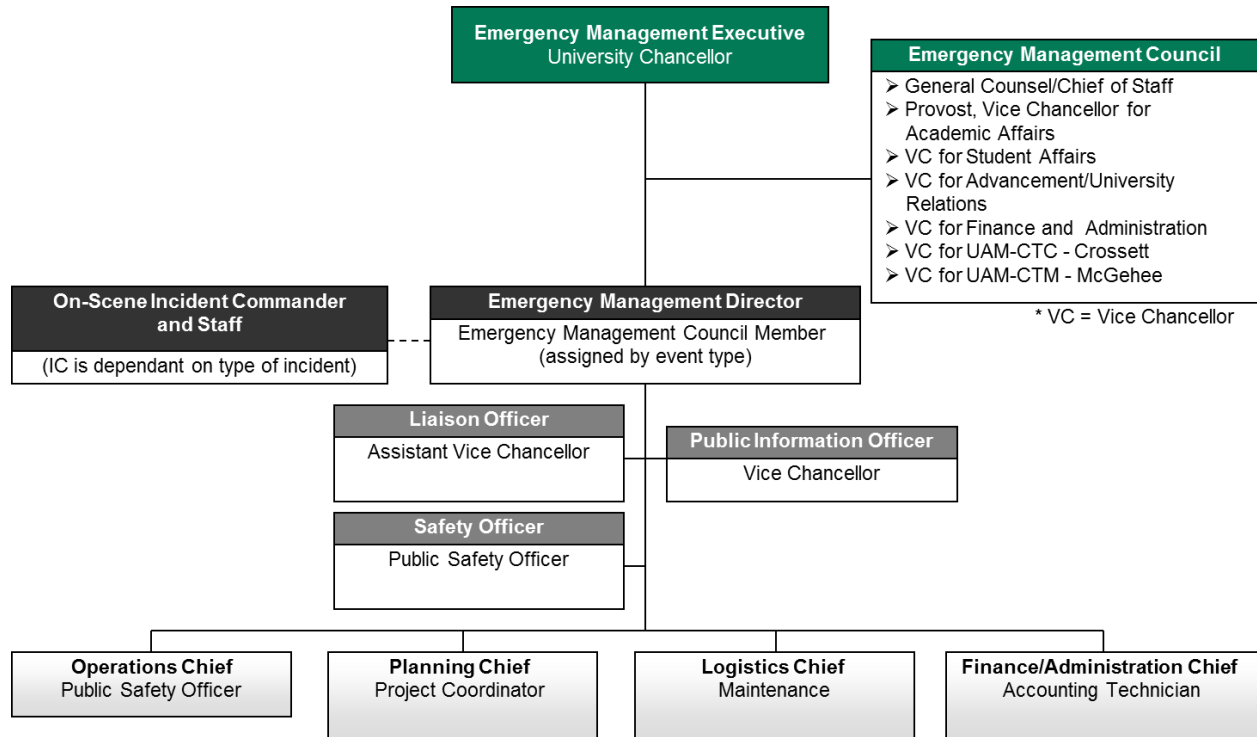 Emergency Management Executive
University Chancellor
Emergency Management Council
➢ General Counsel/Chief of Staff
➢ Provost, Vice Chancellor for
Academic Affairs
➢ VC for Student Affairs
➢ VC for Advancement/University
Relations
➢ VC for Finance and Administration
➢ VC for UAM-CTC - Crossett
➢ VC for UAM-CTM - McGehee
* VC = Vice Chancellor
On-Scene Incident Commander
and Staff
(IC is dependant on type of incident)
Emergency Management Director
Emergency Management Council Member
(assigned by event type)
Liaison Officer
Assistant Vice Chancellor
Public Information Officer
Vice Chancellor
Safety Officer
Public Safety Officer
Operations Chief
Public Safety Officer
Planning Chief
Project Coordinator
Logistics Chief
Maintenance
Finance/Administration Chief
Accounting Technician